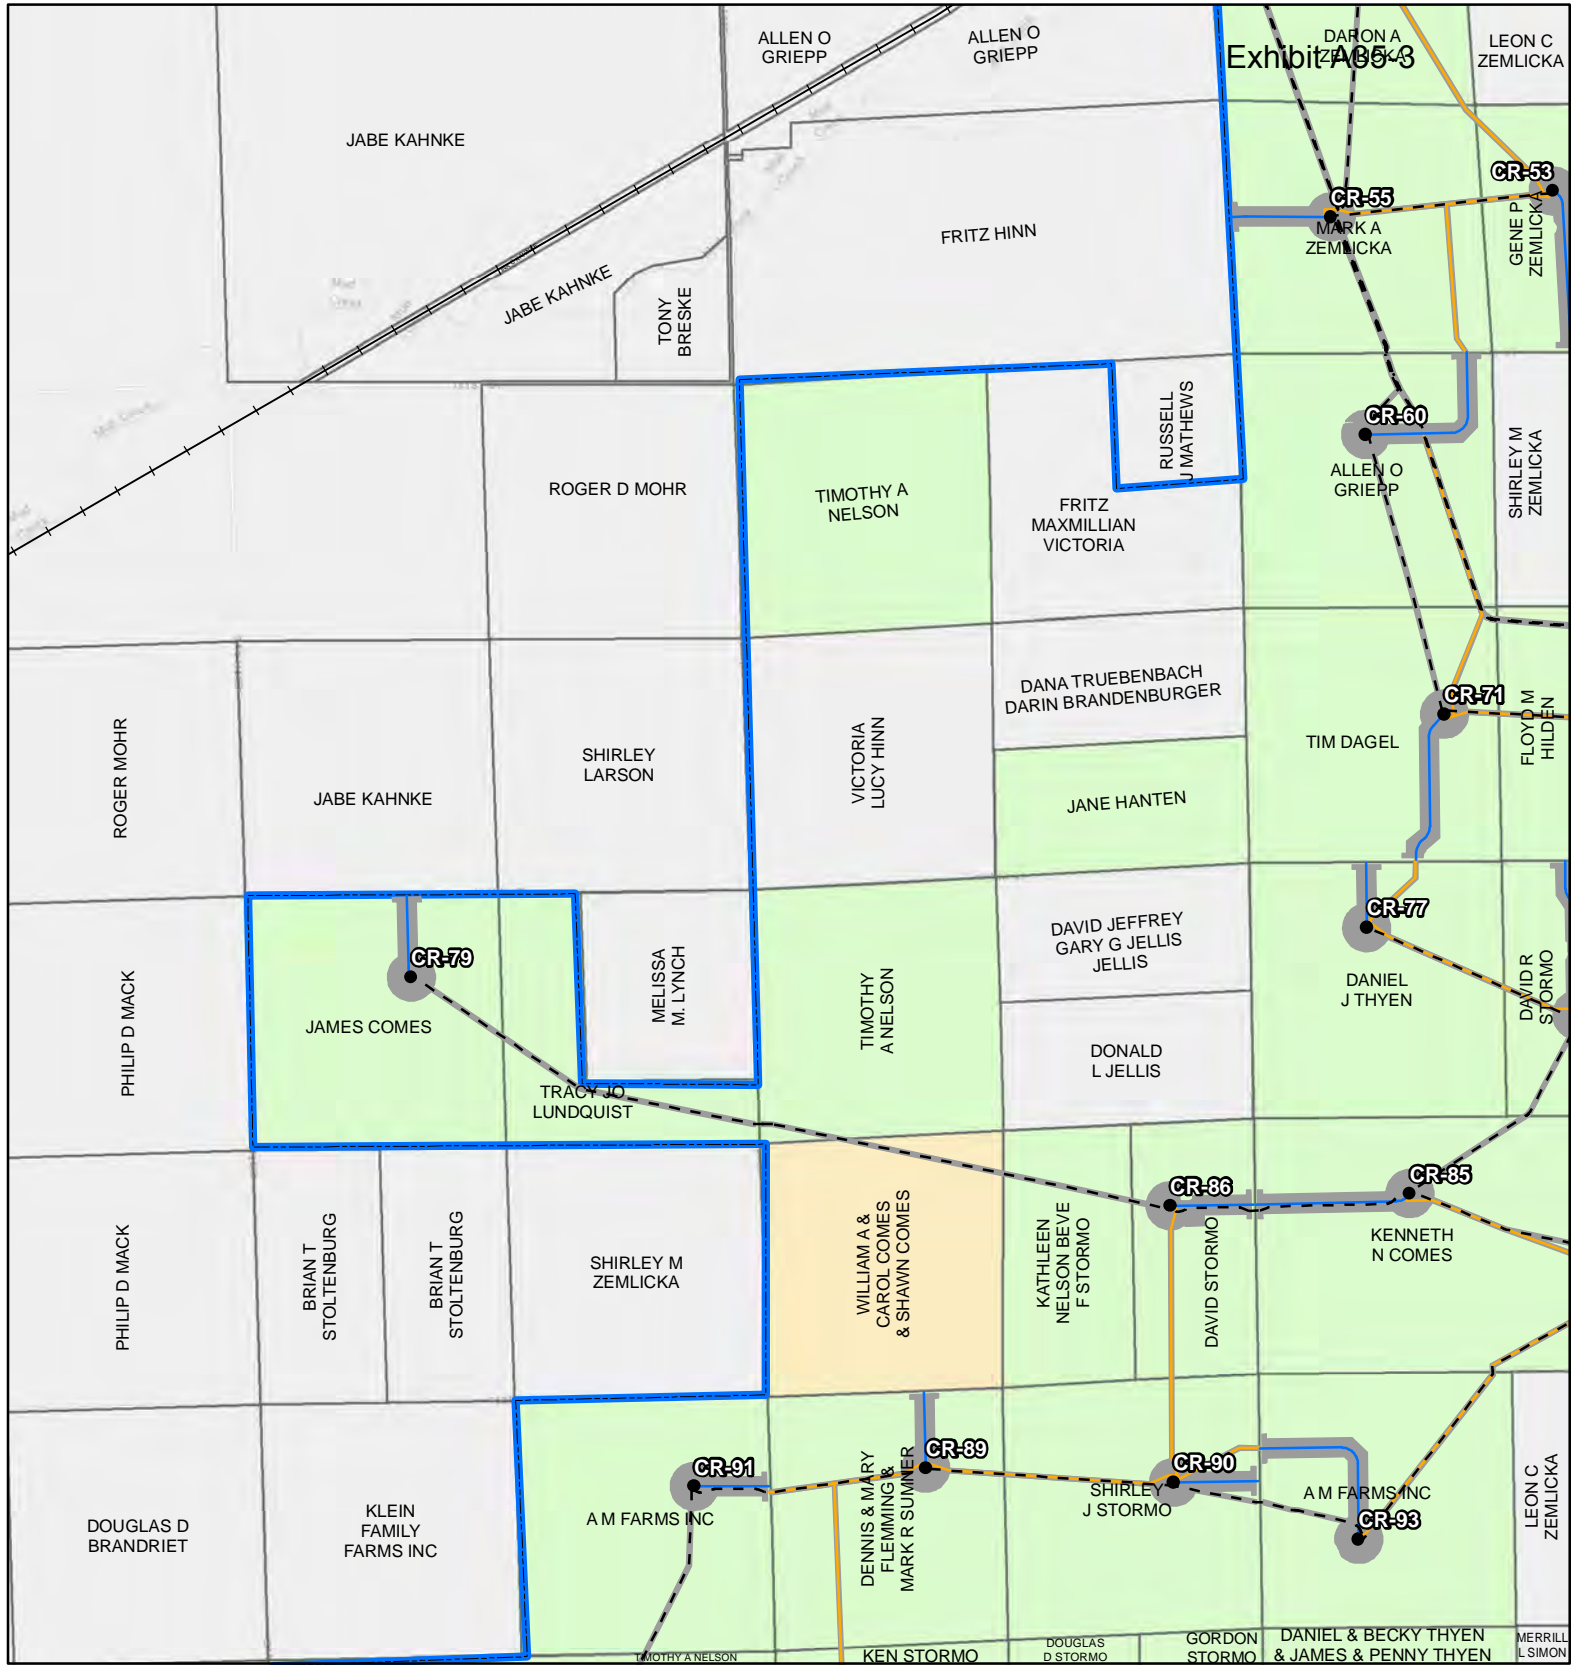 ALLEN O
GRIEPP
ALLEN O
GRIEPP
DARON A
ZEMLICKA
Exhibit A35-3
LEON C
ZEMLICKA
JABE KAHNKE
CR-53
CR-55
MARK A
ZEMLICKA
GENE P
ZEMLICKA
FRITZ HINN
JABE KAHNKE
TONY
BRESKE
RUSSELL
J MATHEWS
CR-60
ALLEN O
GRIEPP
SHIRLEY M
ZEMLICKA
ROGER D MOHR
TIMOTHY A
NELSON
FRITZ
MAXMILLIAN
VICTORIA
DANA TRUEBENBACH
DARIN BRANDENBURGER
CR-71
TIM DAGEL
FLOYD M
HILDEN
ROGER MOHR
JABE KAHNKE
SHIRLEY
LARSON
VICTORIA
LUCY HINN
JANE HANTEN
CR-77
DAVID JEFFREY
GARY G JELLIS
JELLIS
CR-79
DANIEL
J THYEN
DAVID R
STORMO
PHILIP D MACK
JAMES COMES
MELISSA
M. LYNCH
TIMOTHY
A NELSON
DONALD
L JELLIS
TRACY JO
LUNDQUIST
CR-86
CR-85
PHILIP D MACK
BRIAN T
STOLTENBURG
BRIAN T
STOLTENBURG
SHIRLEY M
ZEMLICKA
WILLIAM A &
CAROL COMES
& SHAWN COMES
KATHLEEN
NELSON BEVE
F STORMO
DAVID STORMO
KENNETH
N COMES
CR-91
CR-89
CR-90
DOUGLAS D
BRANDRIET
KLEIN
FAMILY
FARMS INC
A M FARMS INC
DENNIS & MARY
FLEMMING &
MARK R SUMNER
SHIRLEY
J STORMO
A M FARMS INC
CR-93
LEON C
ZEMLICKA
TIMOTHY A NELSON
KEN STORMO
DOUGLAS
D STORMO
GORDON
STORMO
DANIEL & BECKY THYEN
& JAMES & PENNY THYEN
MERRILL
L SIMON